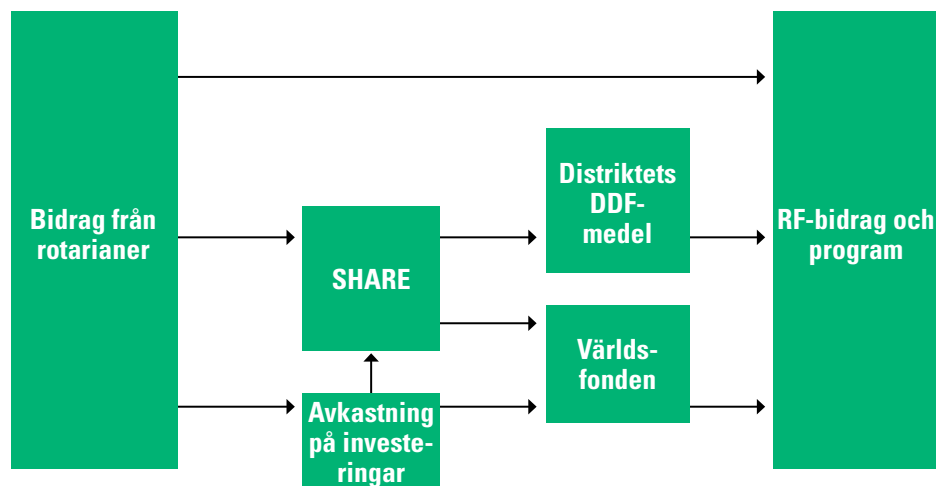 Bidrag från
rotarianer
SHARE
Avkastning
på investe-
ringar
Distriktets
DDF-
medel
Världs-
fonden
RF-bidrag och
program